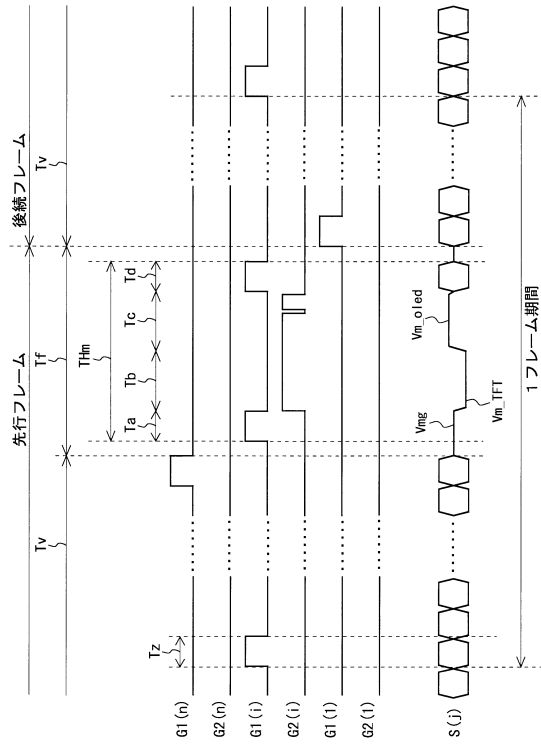 先行フレーム 後続フレーム
Tv Tf Tv
THm
Tz Ta Tb Tc Td
G1(n)
G2(n)
G1(i)
G2(i)
G1(1)
G2(1)
Vmg Vm_oled
Vm_TFT
S(j)
1フレーム期間